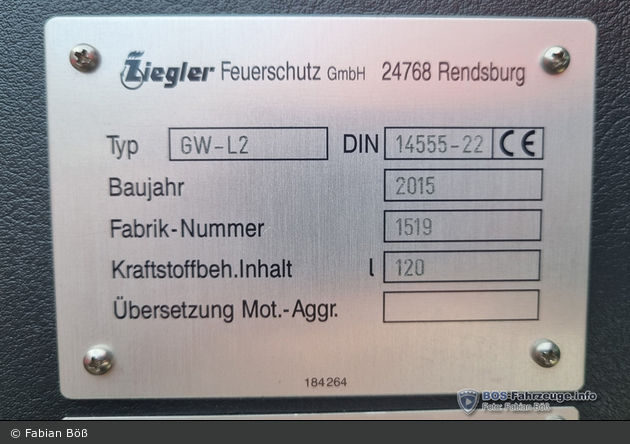 Ziegler Feuerschutz GmbH 24768 Rendsburg
Typ GW-L2 DIN 14555-22 CE
Baujahr 2015
Fabrik-Nummer 1519
Kraftstoffbeh.Inhalt l 120
Übersetzung Mot.-Aggr.
184264
BOS-Fahrzeuge.info
Foto: Fabian Böß
© Fabian Böß